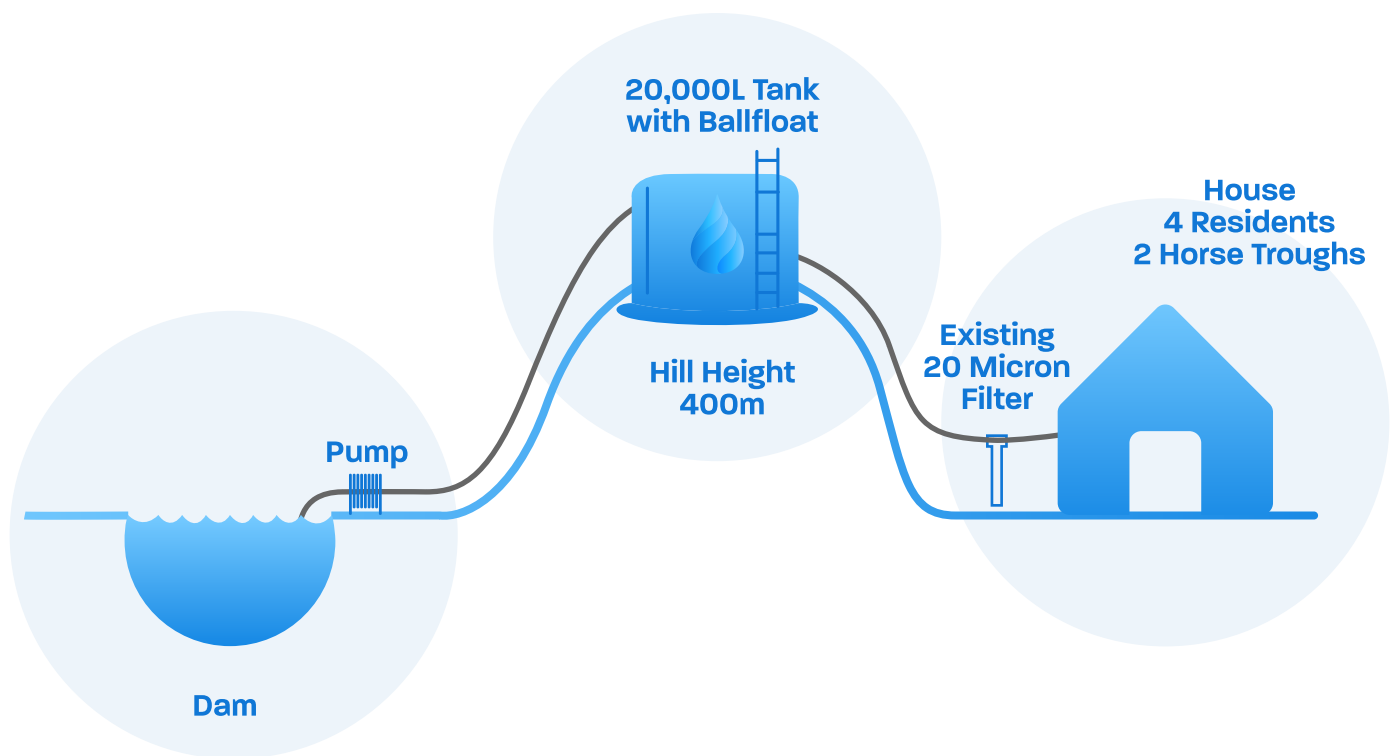 20,000L Tank
with Ballfloat
House
4 Residents
2 Horse Troughs
Existing
20 Micron
Filter
Hill Height
400m
Pump
Dam